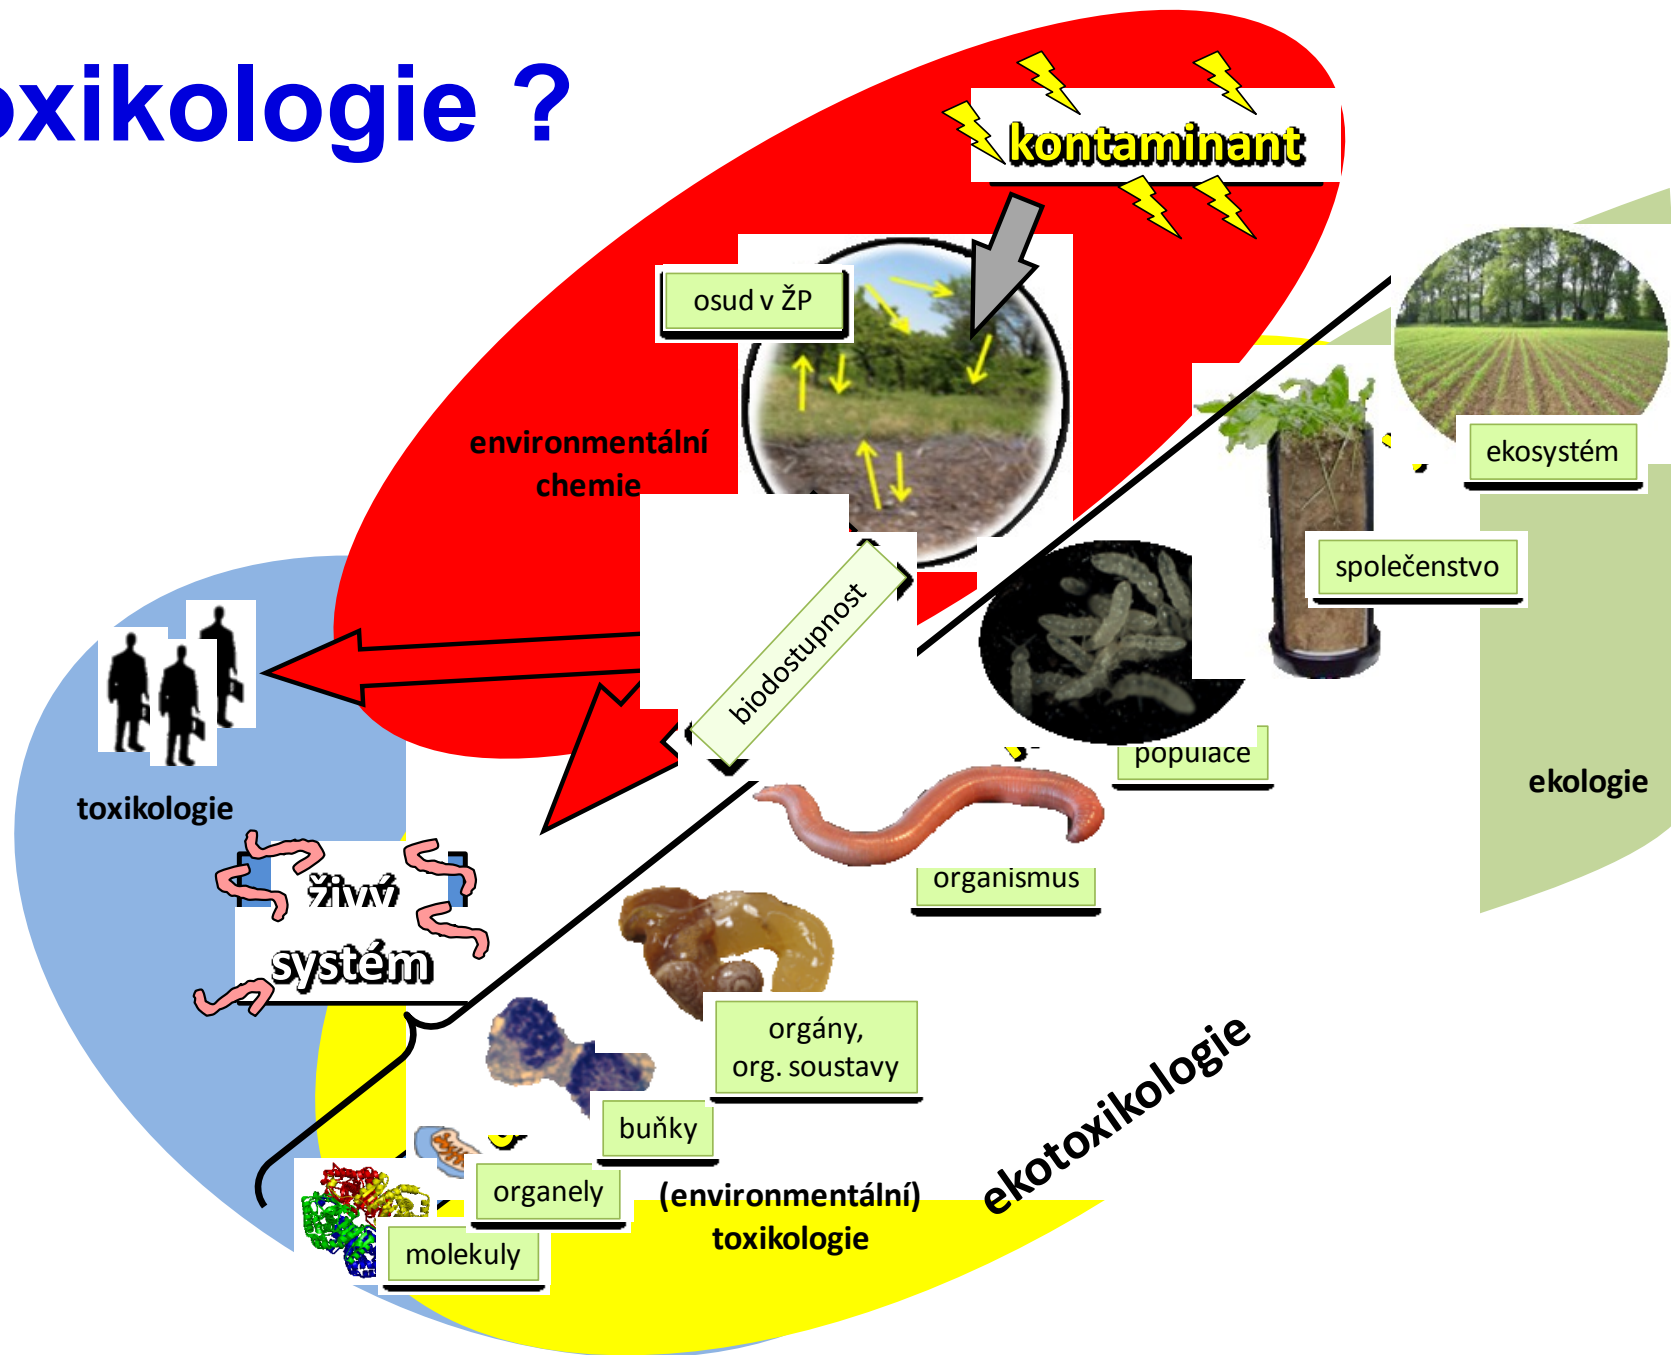 oxikologie ?
kontaminant
osud v ŽP
environmentální
chemie
ekosystém
společenstvo
biodostupnost
populace
ekologie
toxikologie
organismus
živý
systém
orgány,
org. soustavy
buňky
ekotoxikologie
organely
(environmentální)
toxikologie
molekuly